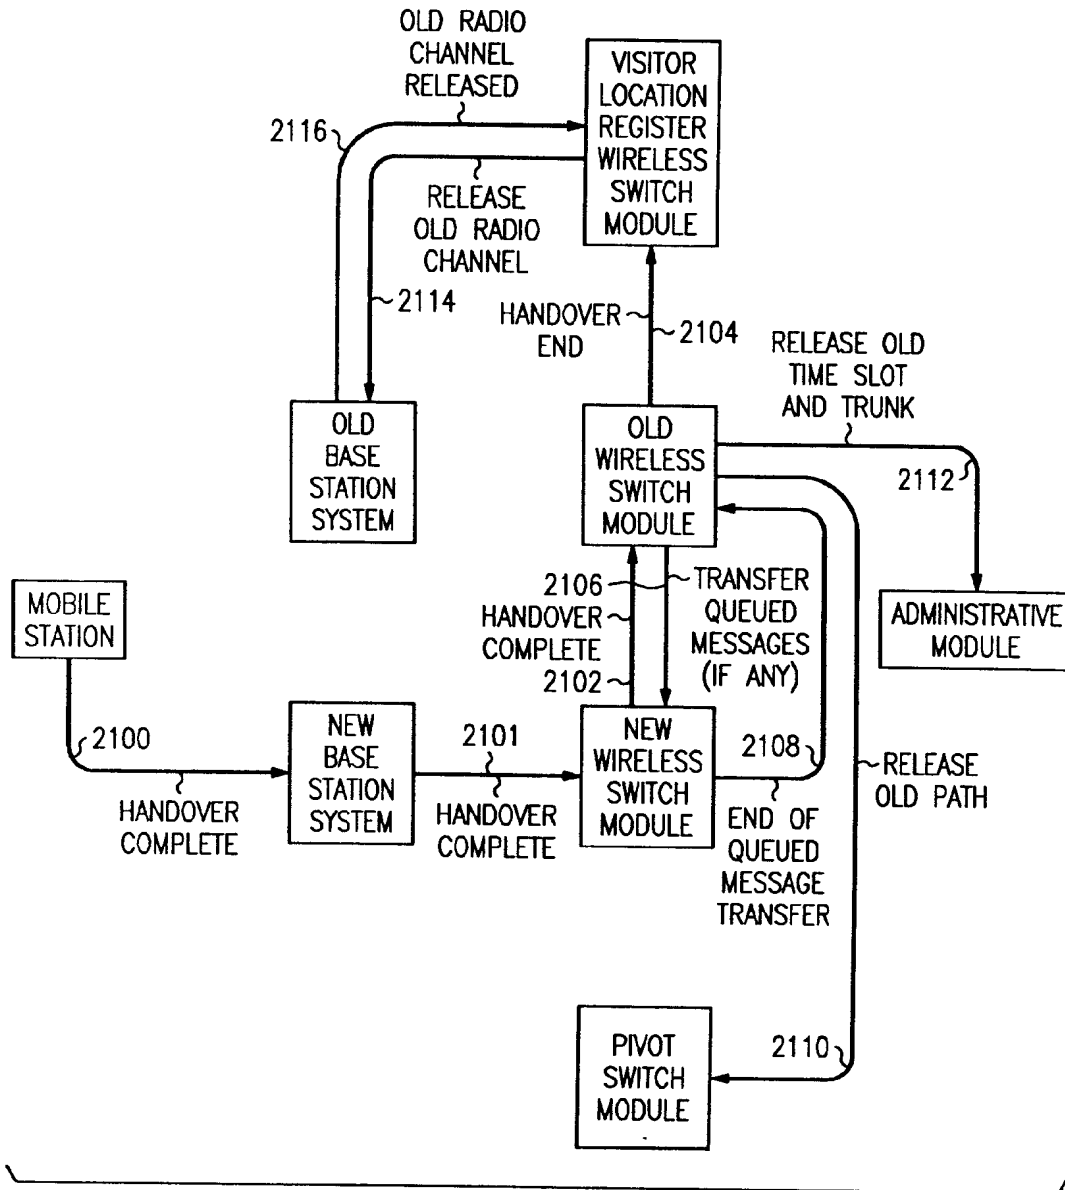 OLD RADIO
CHANNEL
RELEASED
2116
VISITOR
LOCATION
REGISTER
WIRELESS
SWITCH
MODULE
RELEASE
OLD RADIO
CHANNEL
2114
HANDOVER
END
2104
RELEASE OLD
TIME SLOT
AND TRUNK
2112
OLD
BASE
STATION
SYSTEM
OLD
WIRELESS
SWITCH
MODULE
MOBILE
STATION
2106
TRANSFER
QUEUED
MESSAGES
(IF ANY)
HANDOVER
COMPLETE
2102
ADMINISTRATIVE
MODULE
2100
HANDOVER
COMPLETE
NEW
BASE
STATION
SYSTEM
2101
HANDOVER
COMPLETE
NEW
WIRELESS
SWITCH
MODULE
2108
END OF
QUEUED
MESSAGE
TRANSFER
RELEASE
OLD PATH
PIVOT
SWITCH
MODULE
2110